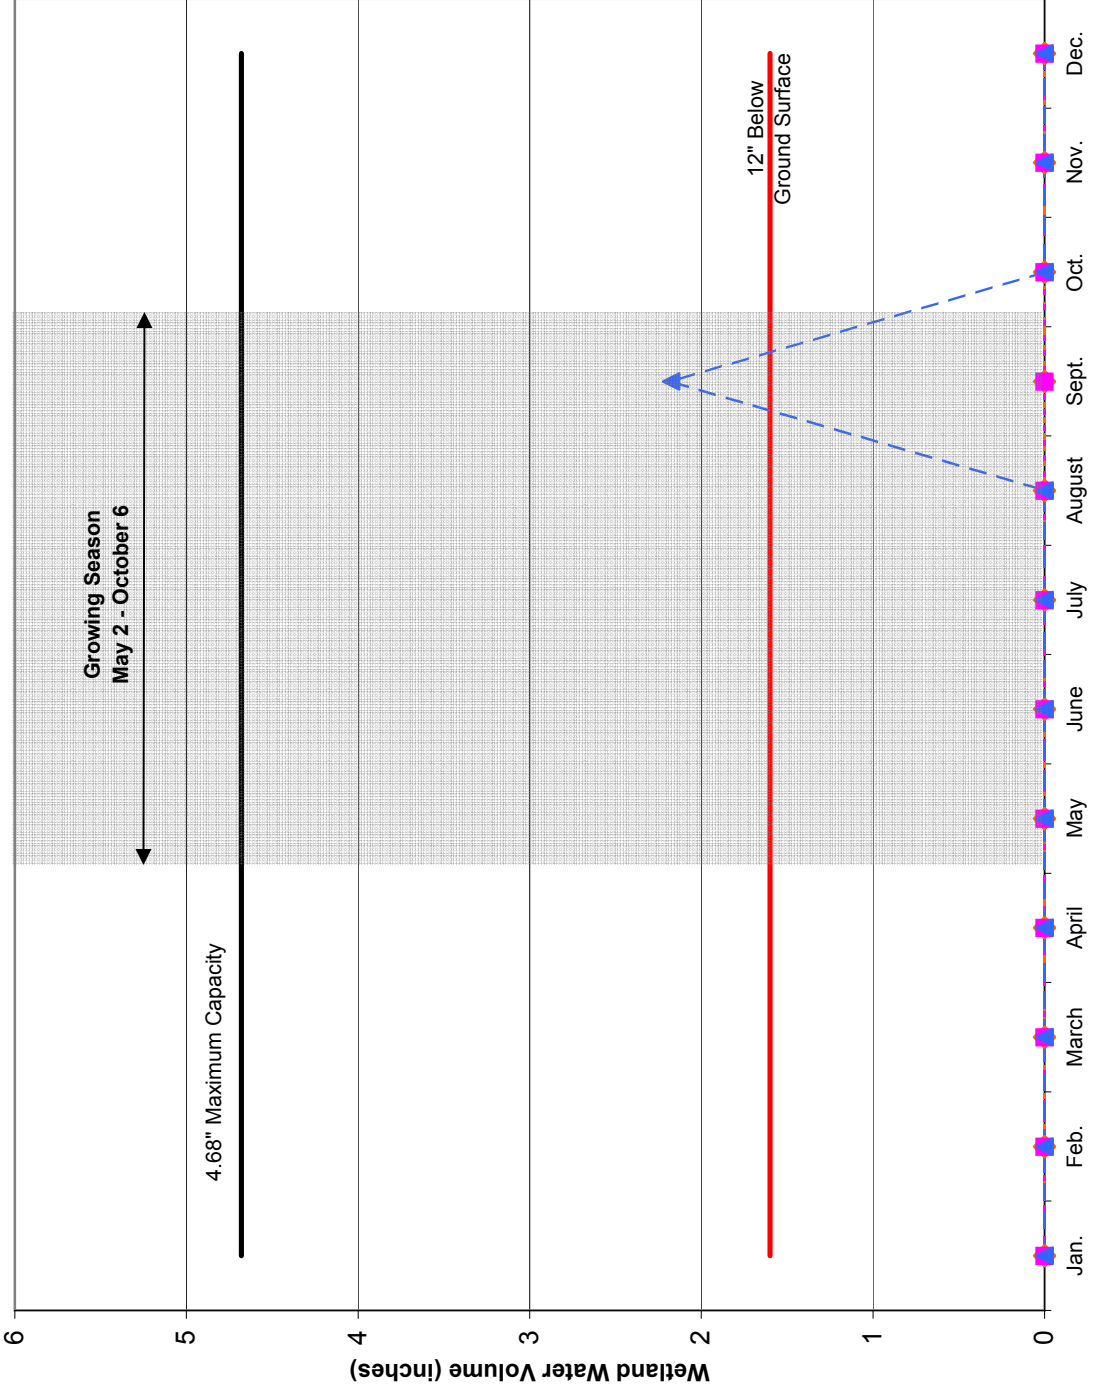 Growing Season
May 2 - October 6
4.68" Maximum Capacity
12" Below
Ground Surface
Wetland Water Volume (inches)
6
5
4
3
2
1
0
Jan.
Feb.
March
April
May
June
July
August
Sept.
Oct.
Nov.
Dec.